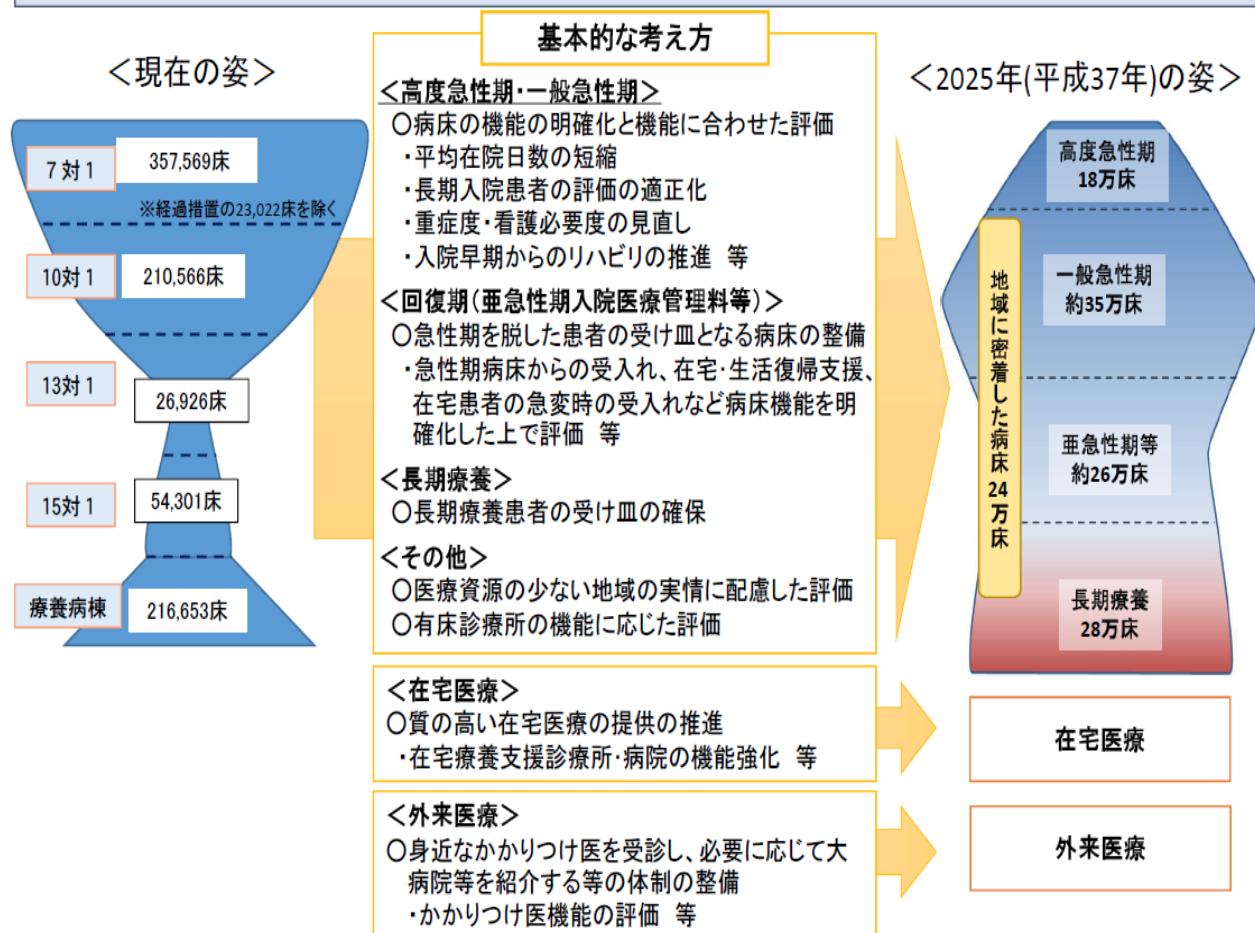 <現在の姿>
7対1
357,569床
※経過措置の23,022床を除く
10対1
210,566床
13対1
26,926床
15対1
54,301床
療養病棟
216,653床
基本的な考え方
<高度急性期・一般急性期>
○病床の機能の明確化と機能に合わせた評価
・平均在院日数の短縮
・長期入院患者の評価の適正化
・重症度・看護必要度の見直し
・入院早期からのリハビリの推進 等
<回復期(亜急性期入院医療管理料等)>
○急性期を脱した患者の受け皿となる病床の整備
・急性期病床からの受入れ、在宅・生活復帰支援、
在宅患者の急変時の受入れなど病床機能を明
確化した上で評価 等
<長期療養>
○長期療養患者の受け皿の確保
<その他>
○医療資源の少ない地域の実情に配慮した評価
○有床診療所の機能に応じた評価
<在宅医療>
○質の高い在宅医療の提供の推進
・在宅療養支援診療所・病院の機能強化 等
<外来医療>
○身近なかかりつけ医を受診し、必要に応じて大
病院等を紹介する等の体制の整備
・かかりつけ医機能の評価 等
<2025年(平成37年)の姿>
高度急性期
18万床
一般急性期
約35万床
亜急性期等
約26万床
長期療養
28万床
地域に密着した病床24万床
在宅医療
外来医療